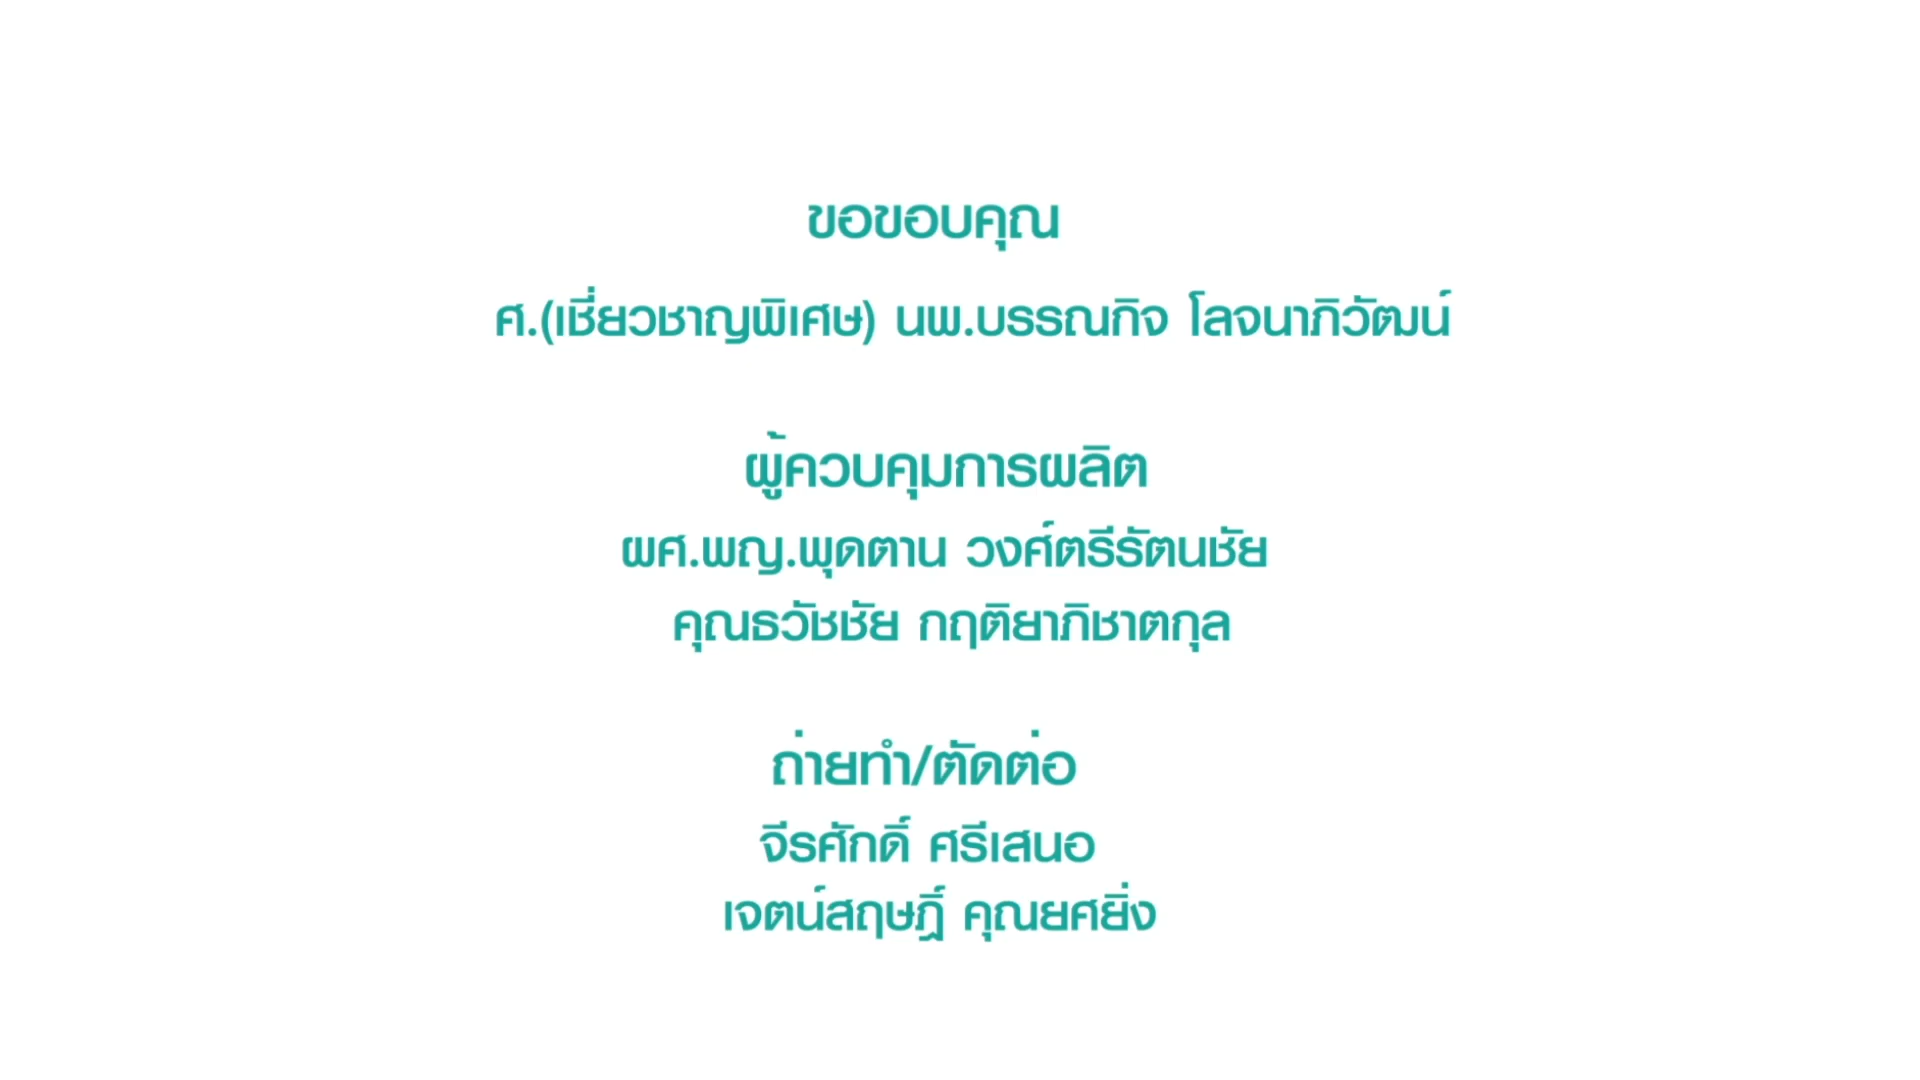 ขอขอบคุณ
ศ.(เชี่ยวชาญพิเศษ) นพ.บรรณกิจ โลจนาภิวัฒน์
ผู้ควบคุมการผลิต
ผศ.พญ.พุดตาน วงศ์ตรีรัตนชัย
คุณธวัชชัย กฤติยาภิชาตกุล
ถ่ายทำ/ตัดต่อ
จีรศักดิ์ ศรีเสนอ
เจตน์สฤษฎิ์ คุณยศยิ่ง